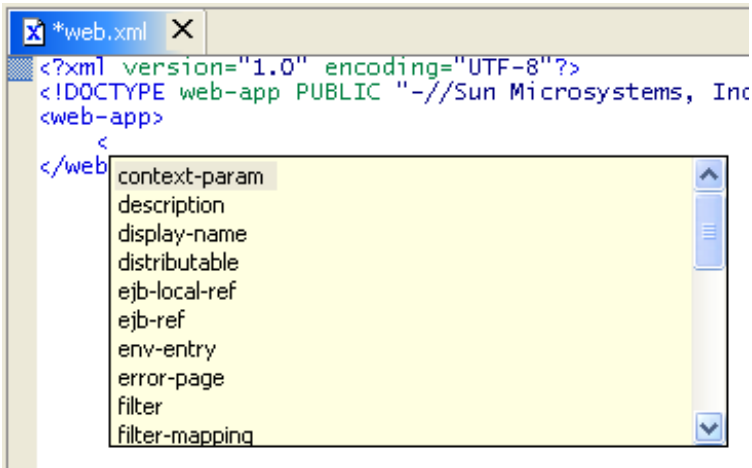 *web.xml
<?xml version="1.0" encoding="UTF-8"?>
<!DOCTYPE web-app PUBLIC "-//Sun Microsystems, Inc
<web-app>
<
</web
context-param
description
display-name
distributable
ejb-local-ref
ejb-ref
env-entry
error-page
filter
filter-mapping